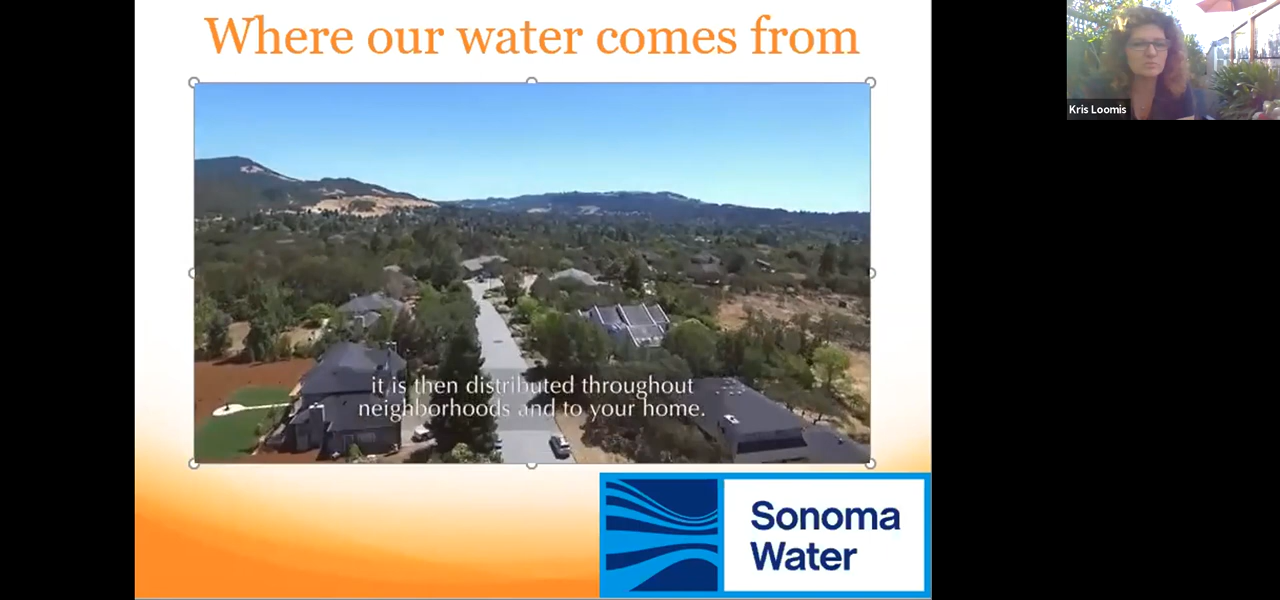 Where our water comes from
Kris Loomis
it is then distributed throughout
neighborhoods and to your home.
Sonoma
Water